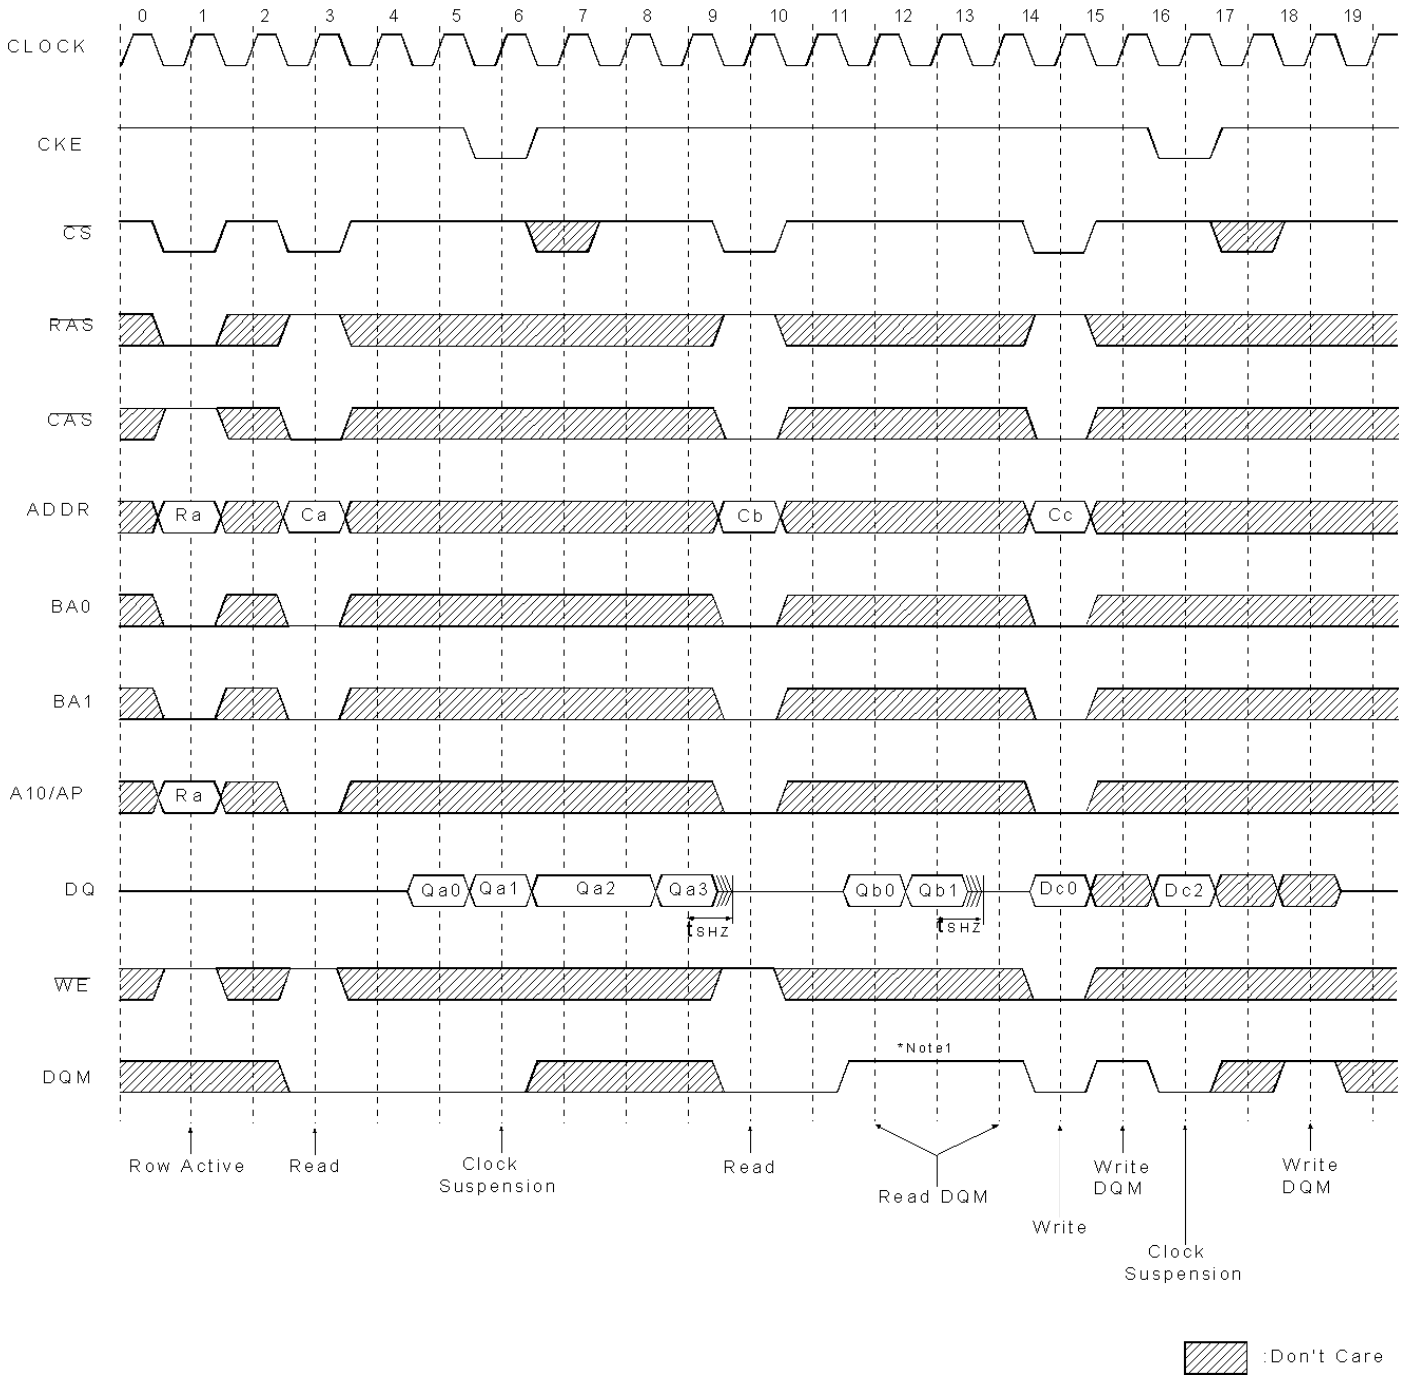 0 1 2 3 4 5 6 7 8 9 10 11 12 13 14 15 16 17 18 19
CLOCK
CKE
CS
RAS
CAS
ADDR Ra Ca Cb Cc
BA0
BA1
A10/AP Ra
DQ Qa0 Qa1 Qa2 Qa3 Qb0 Qb1 Dc0 Dc2
tSHZ tSHZ
WE
*Note1
DQM
Row Active Read Clock Read Write Write
Suspension DQM DQM
Read DQM
Write
Clock
Suspension
:Don't Care